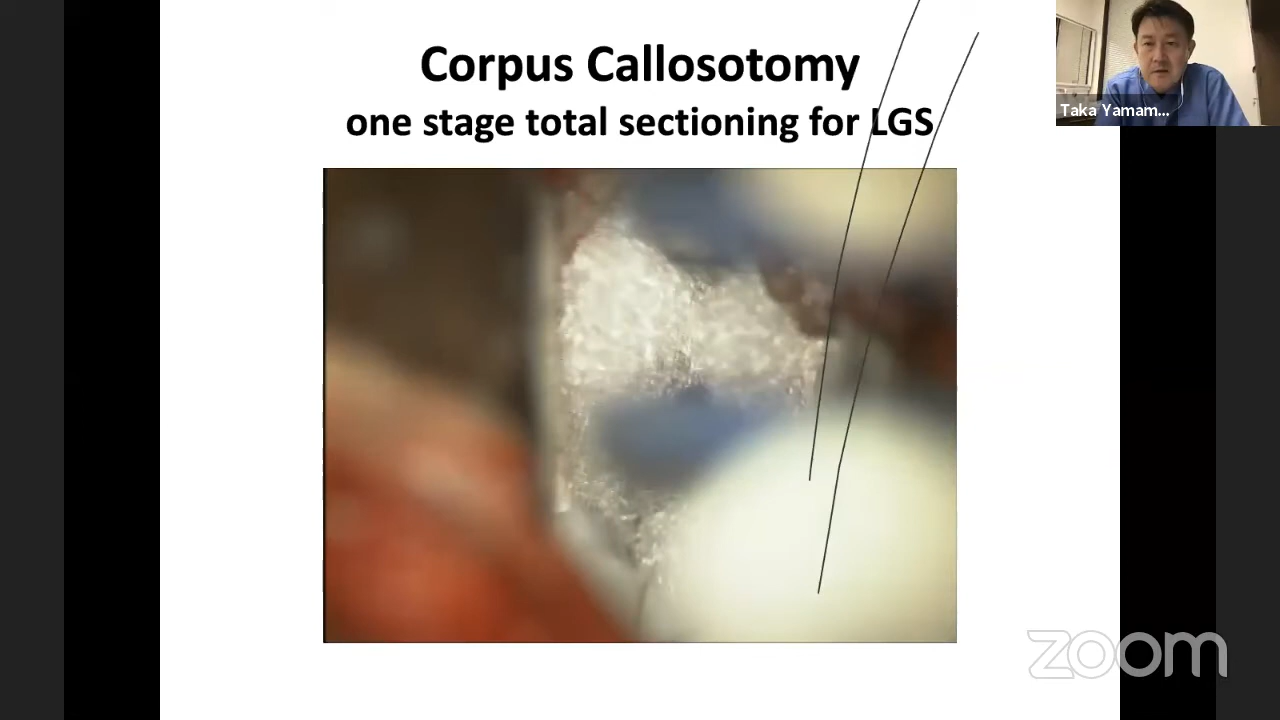 Corpus Callosotomy
one stage total sectioning for LGS
Taka Yamam...
zoom